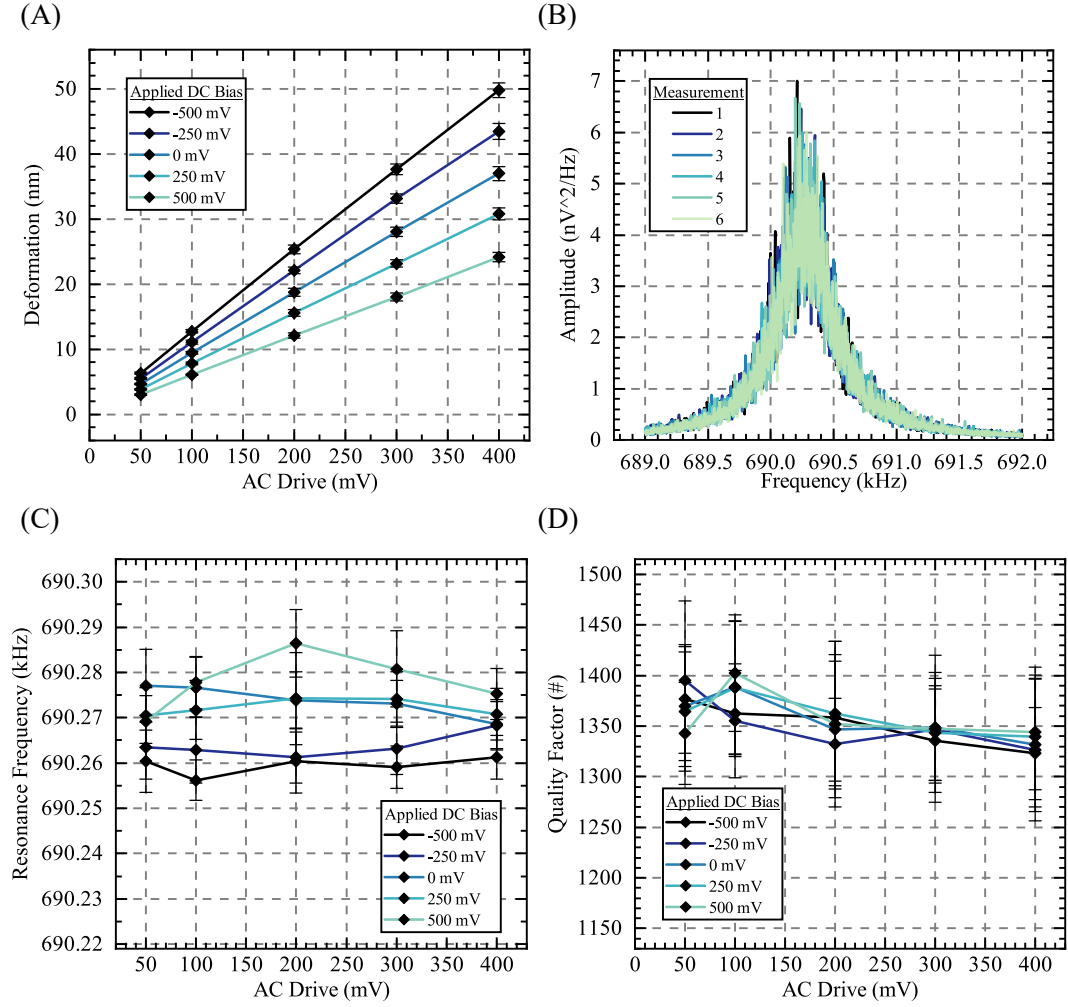 (A)
Deformation (nm)
50
40
30
20
10
0
Applied DC Bias
-500 mV
-250 mV
0 mV
250 mV
500 mV
0 50 100 150 200 250 300 350 400
AC Drive (mV)
(B)
Amplitude (nV^2/Hz)
7
6
5
4
3
2
1
0
Measurement
1
2
3
4
5
6
689.0 689.5 690.0 690.5 691.0 691.5 692.0
Frequency (kHz)
(C)
Resonance Frequency (kHz)
690.30
690.29
690.28
690.27
690.26
690.25
690.24
690.23
690.22
Applied DC Bias
-500 mV
-250 mV
0 mV
250 mV
500 mV
50 100 150 200 250 300 350 400
AC Drive (mV)
(D)
Quality Factor (#)
1500
1450
1400
1350
1300
1250
1200
1150
Applied DC Bias
-500 mV
-250 mV
0 mV
250 mV
500 mV
0 50 100 150 200 250 300 350 400
AC Drive (mV)